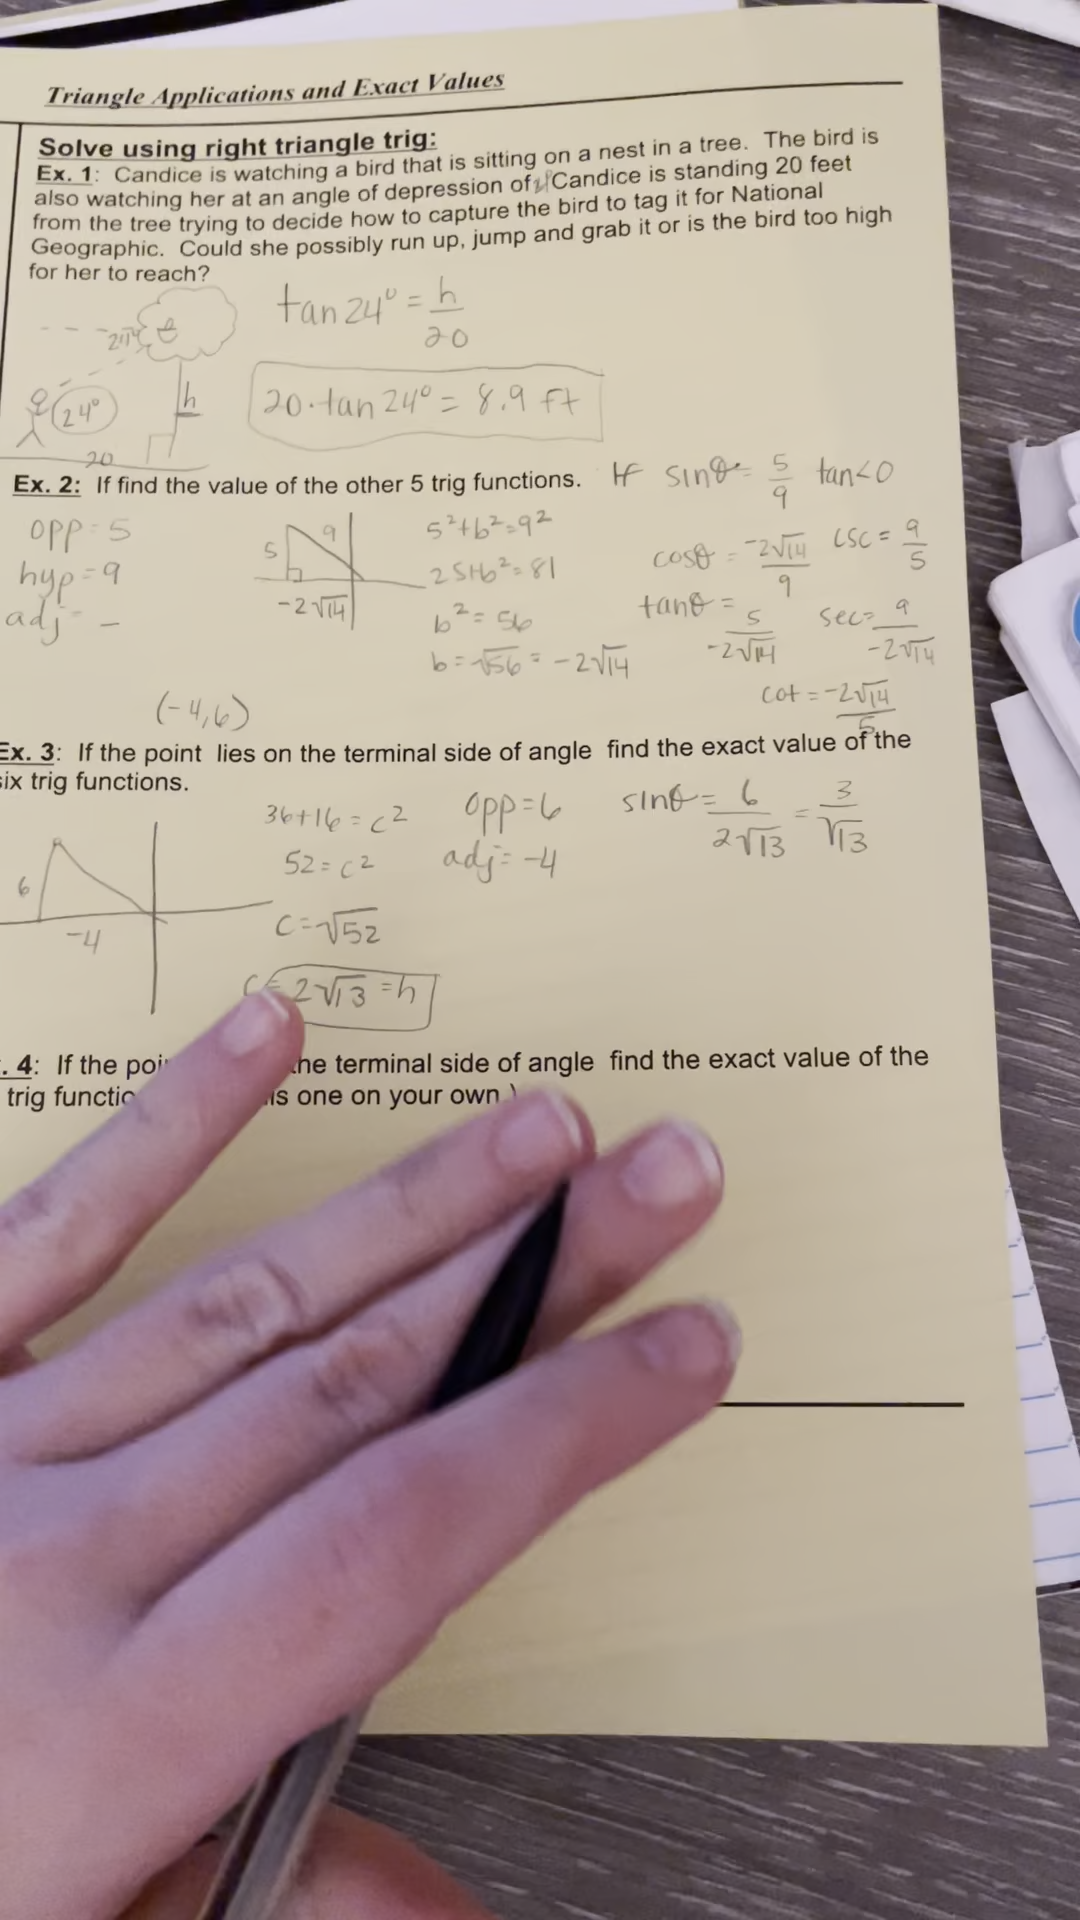 Triangle Applications and Exact Values
Solve using right triangle trig:
Ex. 1: Candice is watching a bird that is sitting on a nest in a tree. The bird is
also watching her at an angle of depression of Candice is standing 20 feet
from the tree trying to decide how to capture the bird to tag it for National
Geographic. Could she possibly run up, jump and grab it or is the bird too high
for her to reach?
tan 24° = h/20
24°
h
20
20·tan 24° = 8.9 ft
Ex. 2: If find the value of the other 5 trig functions. If sinθ = 5/9 tan<0
opp = 5
hyp = 9
adj = -
5
9
-2√14
5²+b²=9²
25+b²=81
b²=56
b=√56 = -2√14
cosθ = -2√14/9
csc = 9/5
tanθ = 5/-2√14
sec = 9/-2√14
cot = -2√14/5
(-4,6)
Ex. 3: If the point lies on the terminal side of angle find the exact value of the
six trig functions.
6
-4
36+16=c²
52=c²
c=√52
c=2√13=h
opp=6
adj=-4
sinθ = 6/2√13 = 3/√13
. 4: If the poi he terminal side of angle find the exact value of the
trig functio is one on your own.)